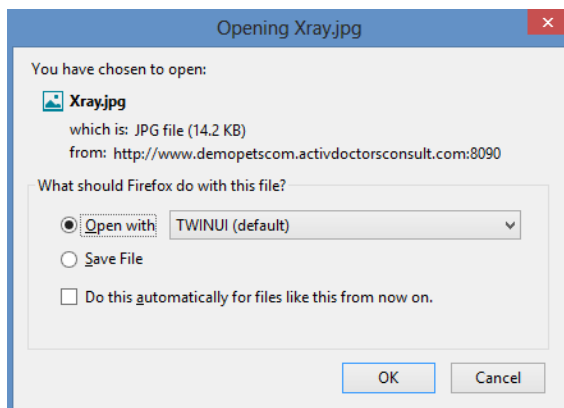 Opening Xray.jpg
You have chosen to open:
Xray.jpg
which is: JPG file (14.2 KB)
from: http://www.demopetscom.activdoctorsconsult.com:8090
What should Firefox do with this file?
Open with TWINUI (default)
Save File
Do this automatically for files like this from now on.
OK Cancel